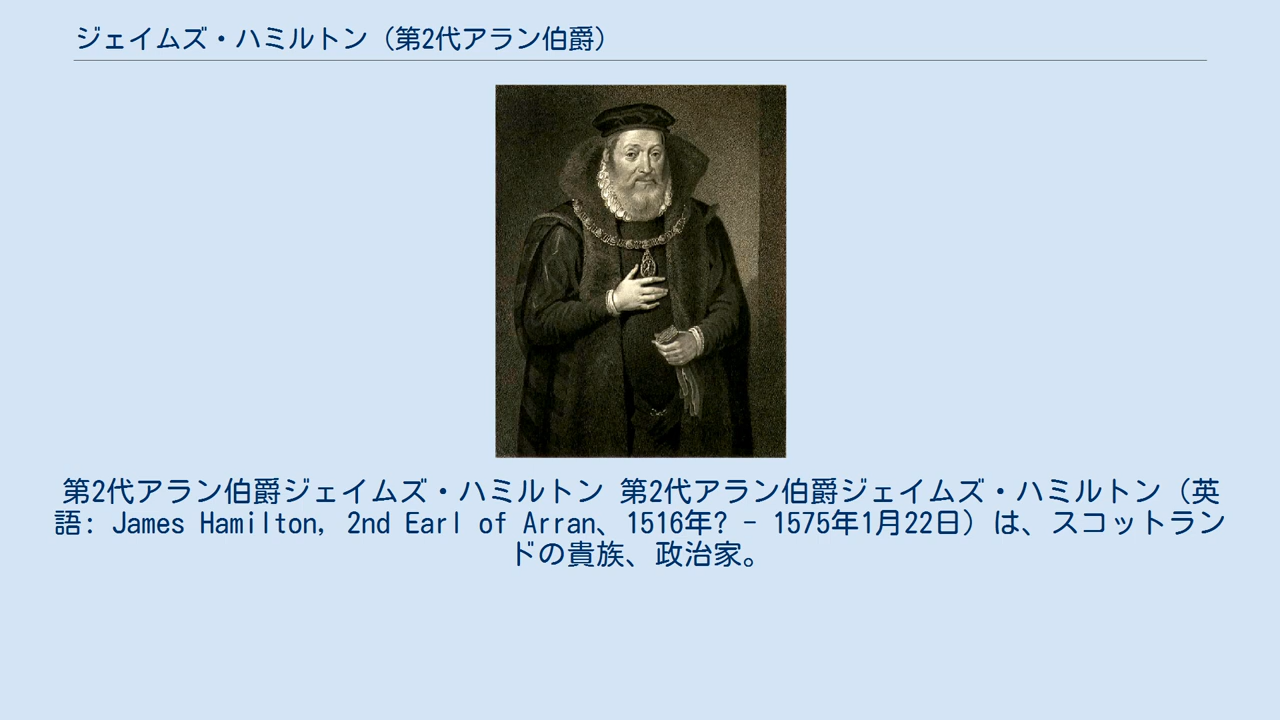 ジェイムズ・ハミルトン（第2代アラン伯爵）
第2代アラン伯爵ジェイムズ・ハミルトン 第2代アラン伯爵ジェイムズ・ハミルトン（英
語: James Hamilton, 2nd Earl of Arran、1516年? - 1575年1月22日）は、スコットラン
ドの貴族、政治家。